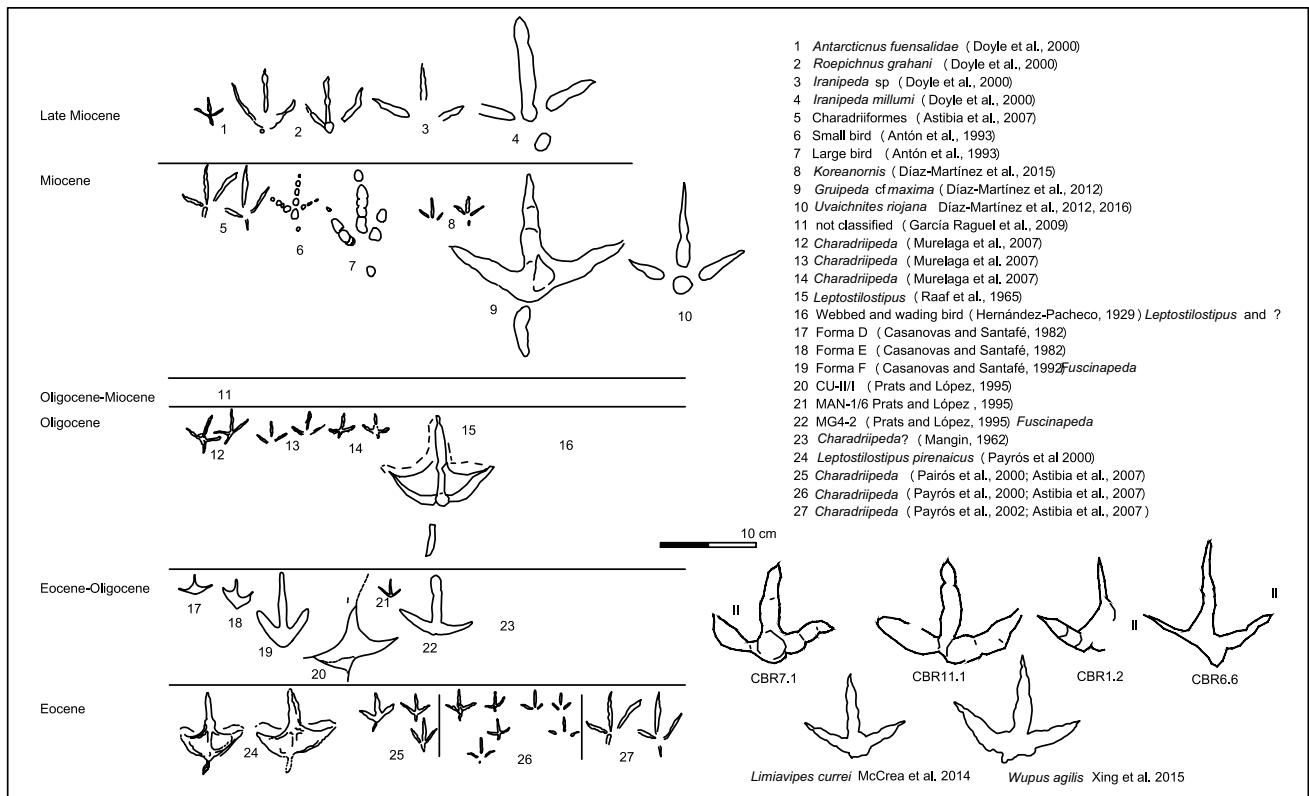 Late Miocene
1
2
3
4
Miocene
5
6
7
8
9
10
Oligocene-Miocene
11
Oligocene
12
13
14
15
16
Eocene-Oligocene
17
18
19
20
21
22
23
Eocene
24
25
26
27
1 Antarcticnus fuensalidae ( Doyle et al., 2000)
2 Roepichnus grahani ( Doyle et al., 2000)
3 Iranipeda sp ( Doyle et al., 2000)
4 Iranipeda millumi ( Doyle et al., 2000)
5 Charadriiformes ( Astibia et al., 2007)
6 Small bird ( Antón et al., 1993)
7 Large bird ( Antón et al., 1993)
8 Koreanornis ( Díaz-Martínez et al., 2015)
9 Gruipeda cf maxima ( Díaz-Martínez et al., 2012)
10 Uvaichnites riojana Díaz-Martínez et al., 2012, 2016)
11 not classified ( García Raguel et al., 2009)
12 Charadriipeda ( Murelaga et al., 2007)
13 Charadriipeda ( Murelaga et al. 2007)
14 Charadriipeda ( Murelaga et al. 2007)
15 Leptostilostipus ( Raaf et al., 1965)
16 Webbed and wading bird ( Hernández-Pacheco, 1929 ) Leptostilostipus and ?
17 Forma D ( Casanovas and Santafé, 1982)
18 Forma E ( Casanovas and Santafé, 1982)
19 Forma F ( Casanovas and Santafé, 1992) Fuscinapeda
20 CU-II/I ( Prats and López, 1995)
21 MAN-1/6 Prats and López , 1995)
22 MG4-2 ( Prats and López, 1995) Fuscinapeda
23 Charadriipeda? ( Mangin, 1962)
24 Leptostilostipus pirenaicus ( Payrós et al 2000)
25 Charadriipeda ( Pairós et al., 2000; Astibia et al., 2007)
26 Charadriipeda ( Payrós et al., 2000; Astibia et al., 2007)
27 Charadriipeda ( Payrós et al., 2002; Astibia et al., 2007 )
10 cm
II
II
II
CBR7.1
CBR11.1
CBR1.2
CBR6.6
Limiavipes currei McCrea et al. 2014
Wupus agilis Xing et al. 2015